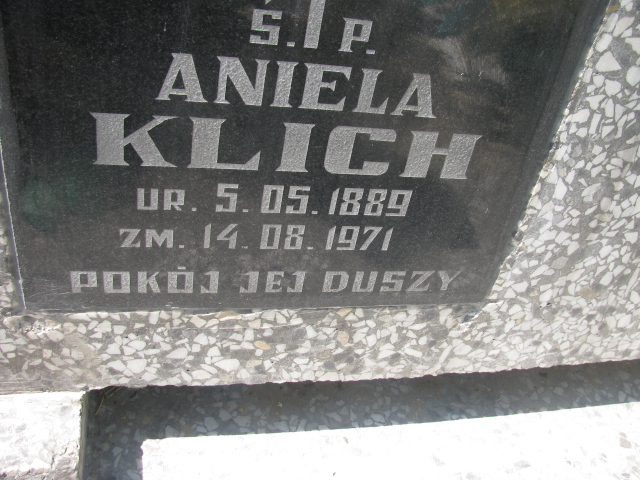 Ś. P.
ANIELA
KLICH
UR. 5. 05. 1889
ZM. 14. 08. 1971
POKÓJ JEJ DUSZY